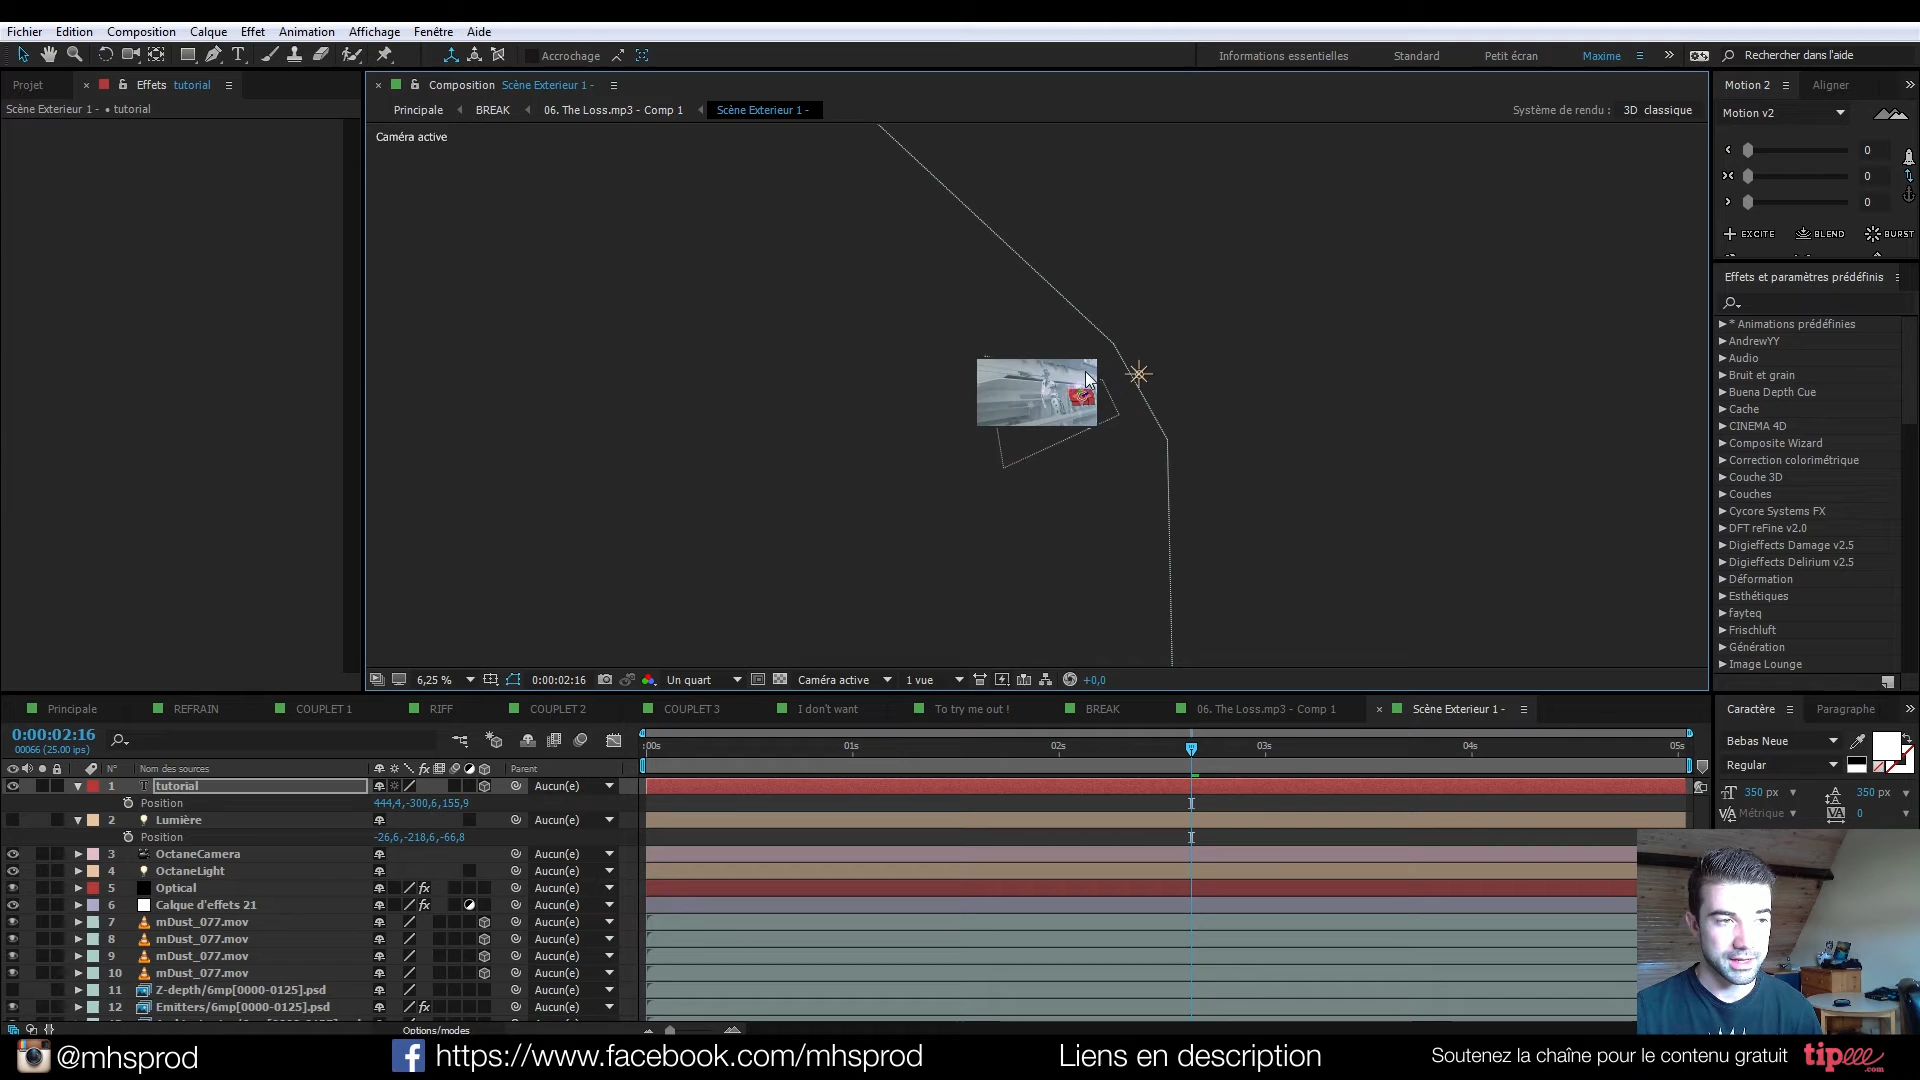 Fichier Edition Composition Calque Effet Animation Affichage Fenêtre Aide
Accrochage
Informations essentielles Standard Petit écran Maxime Rechercher dans l'aide
Projet Effets tutorial
Scène Exterieur 1 - • tutorial
Composition Scène Exterieur 1 -
Principale BREAK 06. The Loss.mp3 - Comp 1 Scène Exterieur 1 -
Système de rendu : 3D classique
Caméra active
Motion 2 Aligner
Motion v2
0
0
0
EXCITE BLEND BURST
Effets et paramètres prédéfinis
* Animations prédéfinies
AndrewYY
Audio
Bruit et grain
Buena Depth Cue
Cache
CINEMA 4D
Composite Wizard
Correction colorimétrique
Couche 3D
Couches
Cycore Systems FX
DFT reFine v2.0
Digieffects Damage v2.5
Digieffects Delirium v2.5
Déformation
Esthétiques
fayteq
Frischluft
Génération
Image Lounge
6,25 % 0:00:02:16 Un quart Caméra active 1 vue +0,0
Principale REFRAIN COUPLET 1 RIFF COUPLET 2 COUPLET 3 I don't want To try me out ! BREAK 06. The Loss.mp3 - Comp 1 Scène Exterieur 1 -
0:00:02:16
00066 (25.00 ips)
:00s 01s 02s 03s 04s 05s
N° Nom des sources Parent
1 tutorial Aucun(e)
Position 444,4,-300,6,155,9
2 Lumière Aucun(e)
Position -26,6,-218,6,-66,8
3 OctaneCamera Aucun(e)
4 OctaneLight Aucun(e)
5 Optical Aucun(e)
6 Calque d'effets 21 Aucun(e)
7 mDust_077.mov Aucun(e)
8 mDust_077.mov Aucun(e)
9 mDust_077.mov Aucun(e)
10 mDust_077.mov Aucun(e)
11 Z-depth/6mp[0000-0125].psd Aucun(e)
12 Emitters/6mp[0000-0125].psd Aucun(e)
Options/modes
Caractère Paragraphe
Bebas Neue
Regular
350 px 350 px
Métrique 0
@mhsprod https://www.facebook.com/mhsprod Liens en description Soutenez la chaîne pour le contenu gratuit tipeee.com